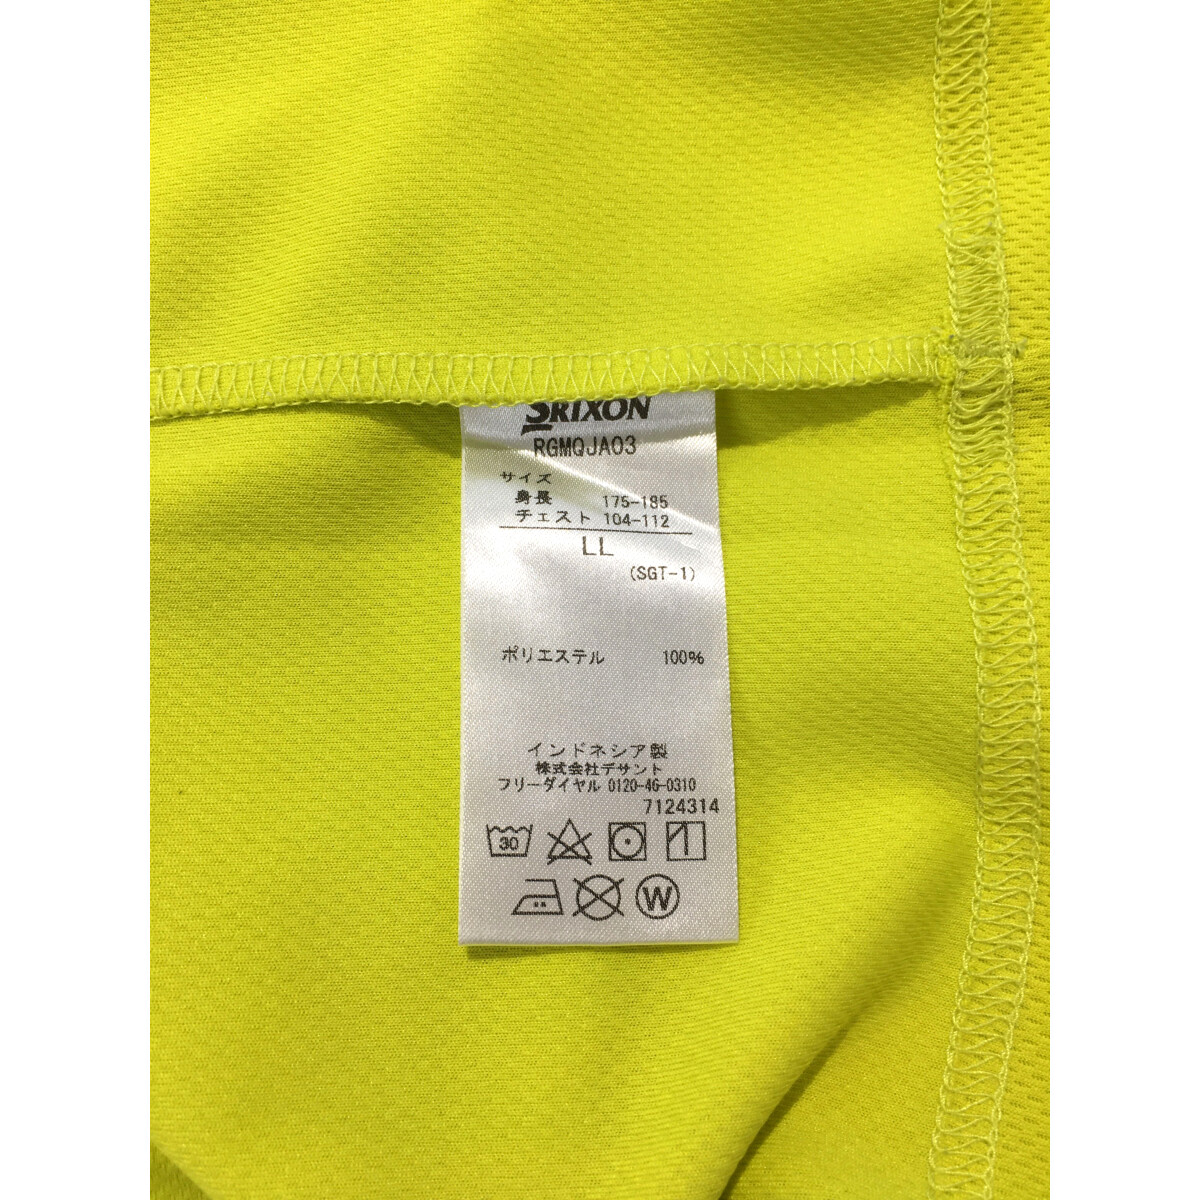 SRIXON
RGMQJA03
サイズ
身長 175-185
チェスト 104-112
LL
(SGT-1)
ポリエステル 100%
インドネシア製
株式会社デサント
フリーダイヤル 0120-46-0310
7124314
30
W